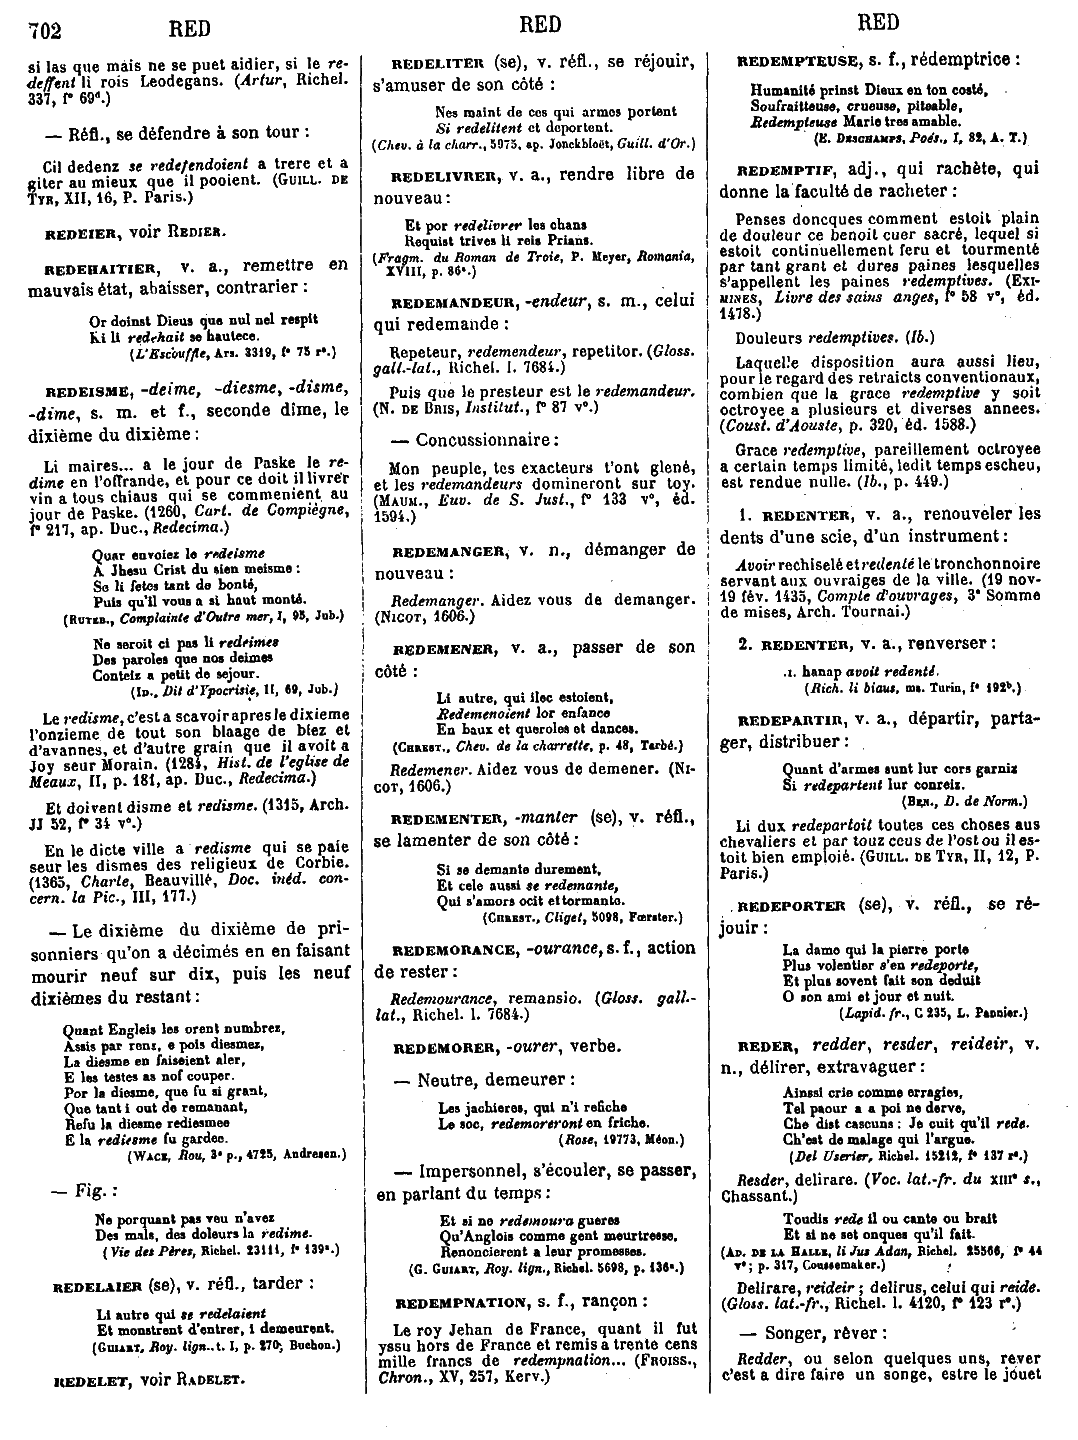 702 RED RED RED
si las que mais ne se puet aidier, si le re-
deffent li rois Leodegans. (Artur, Richel.
337, f° 69ᵈ.)
— Réfl., se défendre à son tour :
Cil dedenz se redefendoient a trere et a
giter au mieux que il pooient. (GUILL. DE
TYR, XII, 16, P. Paris.)
REDEIER, voir REDIER.
REDEHAITIER, v. a., remettre en
mauvais état, abaisser, contrarier :
Or doinst Dieus que nul nel respit
Ki li redehait se hautece.
(L'Escouffle, Ars. 3319, f° 75 r°.)
REDEISME, -deime, -diesme, -disme,
-dime, s. m. et f., seconde dime, le
dixième du dixième :
Li maires... a le jour de Paske le re-
dime en l'offrande, et pour ce doit il livrer
vin a tous chiaus qui se commenient au
jour de Paske. (1260, Cart. de Compiègne,
f° 217, ap. Duc., Redecima.)
Quar envoiez le redeisme
A Jhesu Crist du sien meisme :
Se li fetes tant de bonté,
Puis qu'il vous a si haut monté.
(RUTEB., Complainte d'Outre mer, I, 95, Jub.)
Ne seroit ci pas li redeimes
Des paroles que nos deimes
Conteiz a petit de sejour.
(ID., Dit d'Ypocrisie, II, 69, Jub.)
Le redisme, c'est a scavoir apres le dixieme
l'onzieme de tout son blaage de blez et
d'avannes, et d'autre grain que il avoit a
Joy seur Morain. (1284, Hist. de l'eglise de
Meaux, II, p. 181, ap. Duc., Redecima.)
Et doivent disme et redisme. (1315, Arch.
JJ 52, f° 34 v°.)
En le dicte ville a redisme qui se paie
seur les dismes des religieux de Corbie.
(1365, Charte, Beauvillé, Doc. inéd. con-
cern. la Pic., III, 177.)
— Le dixième du dixième de pri-
sonniers qu'on a décimés en en faisant
mourir neuf sur dix, puis les neuf
dixièmes du restant :
Quant Engleis les orent numbrez,
Assis par rens, e pois diesmez,
La diesme en faiseient aler,
E les testes as nof couper.
Por la diesme, que fu si grant,
Que tant i out de remanant,
Refu la diesme rediesmee
E la rediesme fu gardee.
(WACE, Rou, 3° p., 4725, Andresen.)
— Fig. :
Ne porquant pas veu n'avez
Des mals, des dolours la redime.
(Vie des Pères, Richel. 23111, f° 139ᵃ.)
REDELAIER (se), v. réfl., tarder :
Li autre qui se redelaient
Et monstrent d'entrer, i demeurent.
(GUIART, Roy. lign., t. I, p. 270, Buchon.)
REDELET, voir RADELET.
REDELITER (se), v. réfl., se réjouir,
s'amuser de son côté :
Nes maint de ces qui armes portent
Si redelitent et deportent.
(Chev. à la charr., 5975, ap. Jonckbloët, Guill. d'Or.)
REDELIVRER, v. a., rendre libre de
nouveau :
Et por redelivrer les chans
Requist trives li reis Prians.
(Fragm. du Roman de Troie, P. Meyer, Romania,
XVIII, p. 86ᵃ.)
REDEMANDEUR, -endeur, s. m., celui
qui redemande :
Repeteur, redemendeur, repetitor. (Gloss.
gall.-lat., Richel. l. 7684.)
Puis que le presteur est le redemandeur.
(N. DE BRIS, Institut., f° 87 v°.)
— Concussionnaire :
Mon peuple, tes exacteurs t'ont glené,
et les redemandeurs domineront sur toy.
(MAUM., Euv. de S. Just., f° 133 v°, éd.
1594.)
REDEMANGER, v. n., démanger de
nouveau :
Redemanger. Aidez vous de demanger.
(NICOT, 1606.)
REDEMENER, v. a., passer de son
côté :
Li autre, qui ilec estoient,
Redemenoient lor enfance
En baux et queroles et dances.
(CHREST., Chev. de la charrette, p. 48, Tarbé.)
Redemener. Aidez vous de demener. (NI-
COT, 1606.)
REDEMENTER, -manter (se), v. réfl.,
se lamenter de son côté :
Si se demante durement,
Et cele aussi se redemante,
Qui s'amors ocit et tormante.
(CHREST., Cliget, 5098, Fœrster.)
REDEMORANCE, -ourance, s. f., action
de rester :
Redemourance, remansio. (Gloss. gall.-
lat., Richel. l. 7684.)
REDEMORER, -ourer, verbe.
— Neutre, demeurer :
Les jachieres, qui n'i refiche
Le soc, redemoreront en friche.
(Rose, 19773, Méon.)
— Impersonnel, s'écouler, se passer,
en parlant du temps :
Et si ne redemoura gueres
Qu'Anglois comme gent meurtresse,
Renoncierent a leur promesses.
(G. GUIART, Roy. lign., Richel. 5698, p. 136ᵃ.)
REDEMPNATION, s. f., rançon :
Le roy Jehan de France, quant il fut
yssu hors de France et remis a trente cens
mille francs de redempnation... (FROISS.,
Chron., XV, 257, Kerv.)
REDEMPTEUSE, s. f., rédemptrice :
Humanité prinst Dieux en ton costé,
Souffraitteuse, crueuse, piteable,
Redempteuse Marie tres amable.
(E. DESCHAMPS, Poés., I, 82, A. T.)
REDEMPTIF, adj., qui rachète, qui
donne la faculté de racheter :
Penses doncques comment estoit plain
de douleur ce benoit cuer sacré, lequel si
estoit continuellement feru et tourmenté
par tant grant et dures paines lesquelles
s'appellent les paines redemptives. (EXI-
MINES, Livre des sains anges, f° 58 v°, éd.
1478.)
Douleurs redemptives. (Ib.)
Laquelle disposition aura aussi lieu,
pour le regard des retraicts conventionaux,
combien que la grace redemptive y soit
octroyee a plusieurs et diverses annees.
(Coust. d'Aouste, p. 320, éd. 1588.)
Grace redemptive, pareillement octroyee
a certain temps limité, ledit temps escheu,
est rendue nulle. (Ib., p. 449.)
1. REDENTER, v. a., renouveler les
dents d'une scie, d'un instrument :
Avoir rechiselé et redenté le tronchonnoire
servant aux ouvraiges de la ville. (19 nov-
19 fév. 1435, Compte d'ouvrages, 3° Somme
de mises, Arch. Tournai.)
2. REDENTER, v. a., renverser :
.I. hanap avoit redenté.
(Rich. li biaus, ms. Turin, f° 192ᵇ.)
REDEPARTIR, v. a., départir, parta-
ger, distribuer :
Quant d'armes sunt lur cors garniz
Si redepartent lur conreiz.
(BEN., D. de Norm.)
Li dux redepartoit toutes ces choses aus
chevaliers et par touz ceus de l'ost ou il es-
toit bien emploié. (GUILL. DE TYR, II, 12, P.
Paris.)
REDEPORTER (se), v. réfl., se ré-
jouir :
La dame qui la pierre porte
Plus volentier s'en redeporte,
Et plus sovent fait son deduit
O son ami et jour et nuit.
(Lapid. fr., C 235, L. Pannier.)
REDER, redder, resder, reideir, v.
n., délirer, extravaguer :
Ainssi crie comme erragies,
Tel paour a a poi ne derve,
Che dist cascuns : Je cuit qu'il rede.
Ch'est de malage qui l'argue.
(Del Userier, Richel. 15212, f° 137 r°.)
Resder, delirare. (Voc. lat.-fr. du XIIIᵉ s.,
Chassant.)
Toudis rede il ou cante ou brait
Et si ne set onques qu'il fait.
(AD. DE LA HALLE, li Jus Adan, Richel. 25566, f° 44
v°; p. 317, Coussemaker.)
Delirare, reideir ; delirus, celui qui reide.
(Gloss. lat.-fr., Richel. l. 4120, f° 123 r°.)
— Songer, rêver :
Redder, ou selon quelques uns, rever
c'est a dire faire un songe, estre le jouet